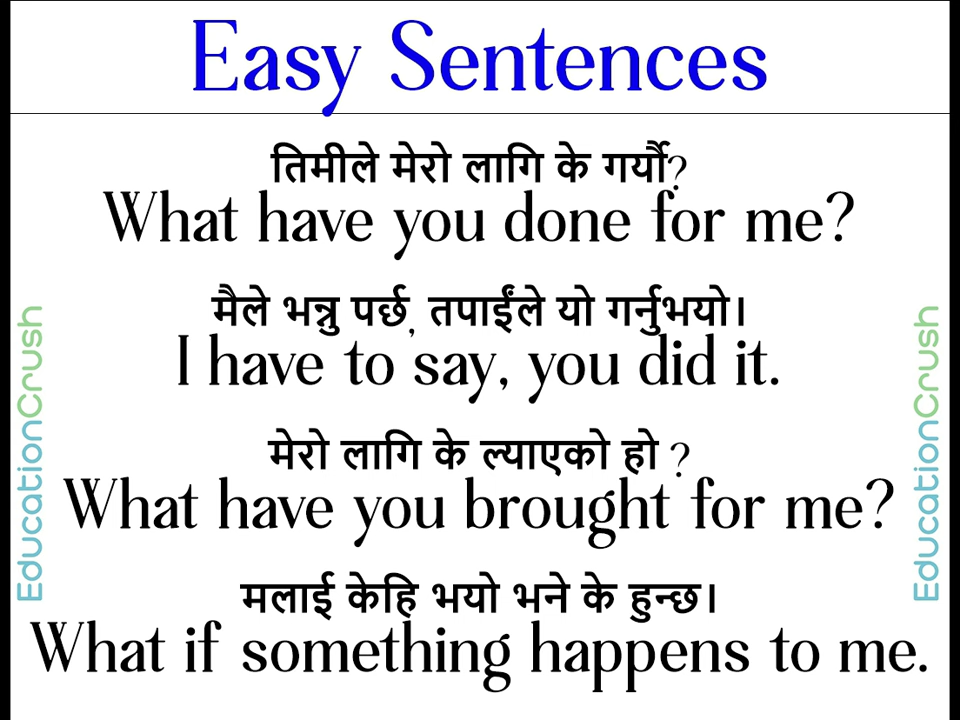 Easy Sentences
तिमीले मेरो लागि के गर्यौ?
What have you done for me?
मैले भन्नु पर्छ, तपाईंले यो गर्नुभयो।
I have to say, you did it.
मेरो लागि के ल्याएको हो ?
What have you brought for me?
मलाई केहि भयो भने के हुन्छ।
What if something happens to me.
EducationCrush
EducationCrush